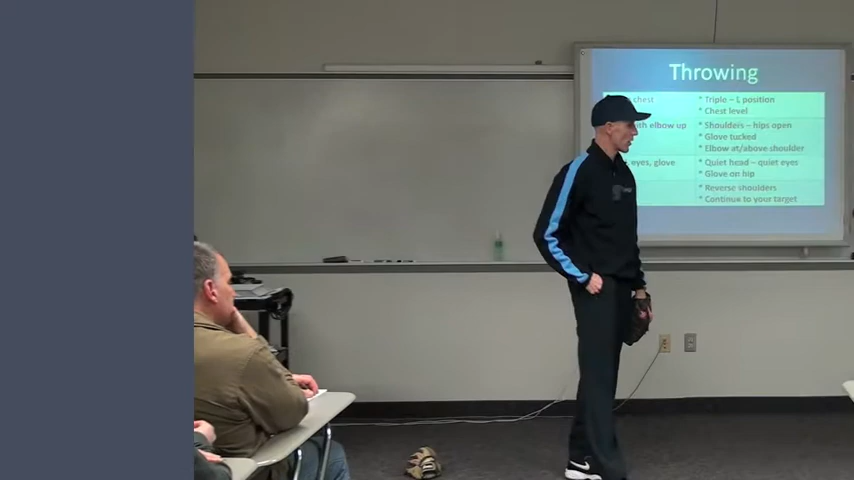 Throwing
chest
elbow up
eyes, glove
* Triple – L position
* Chest level
* Shoulders – hips open
* Glove tucked
* Elbow at/above shoulder
* Quiet head – quiet eyes
* Glove on hip
* Reverse shoulders
* Continue to your target